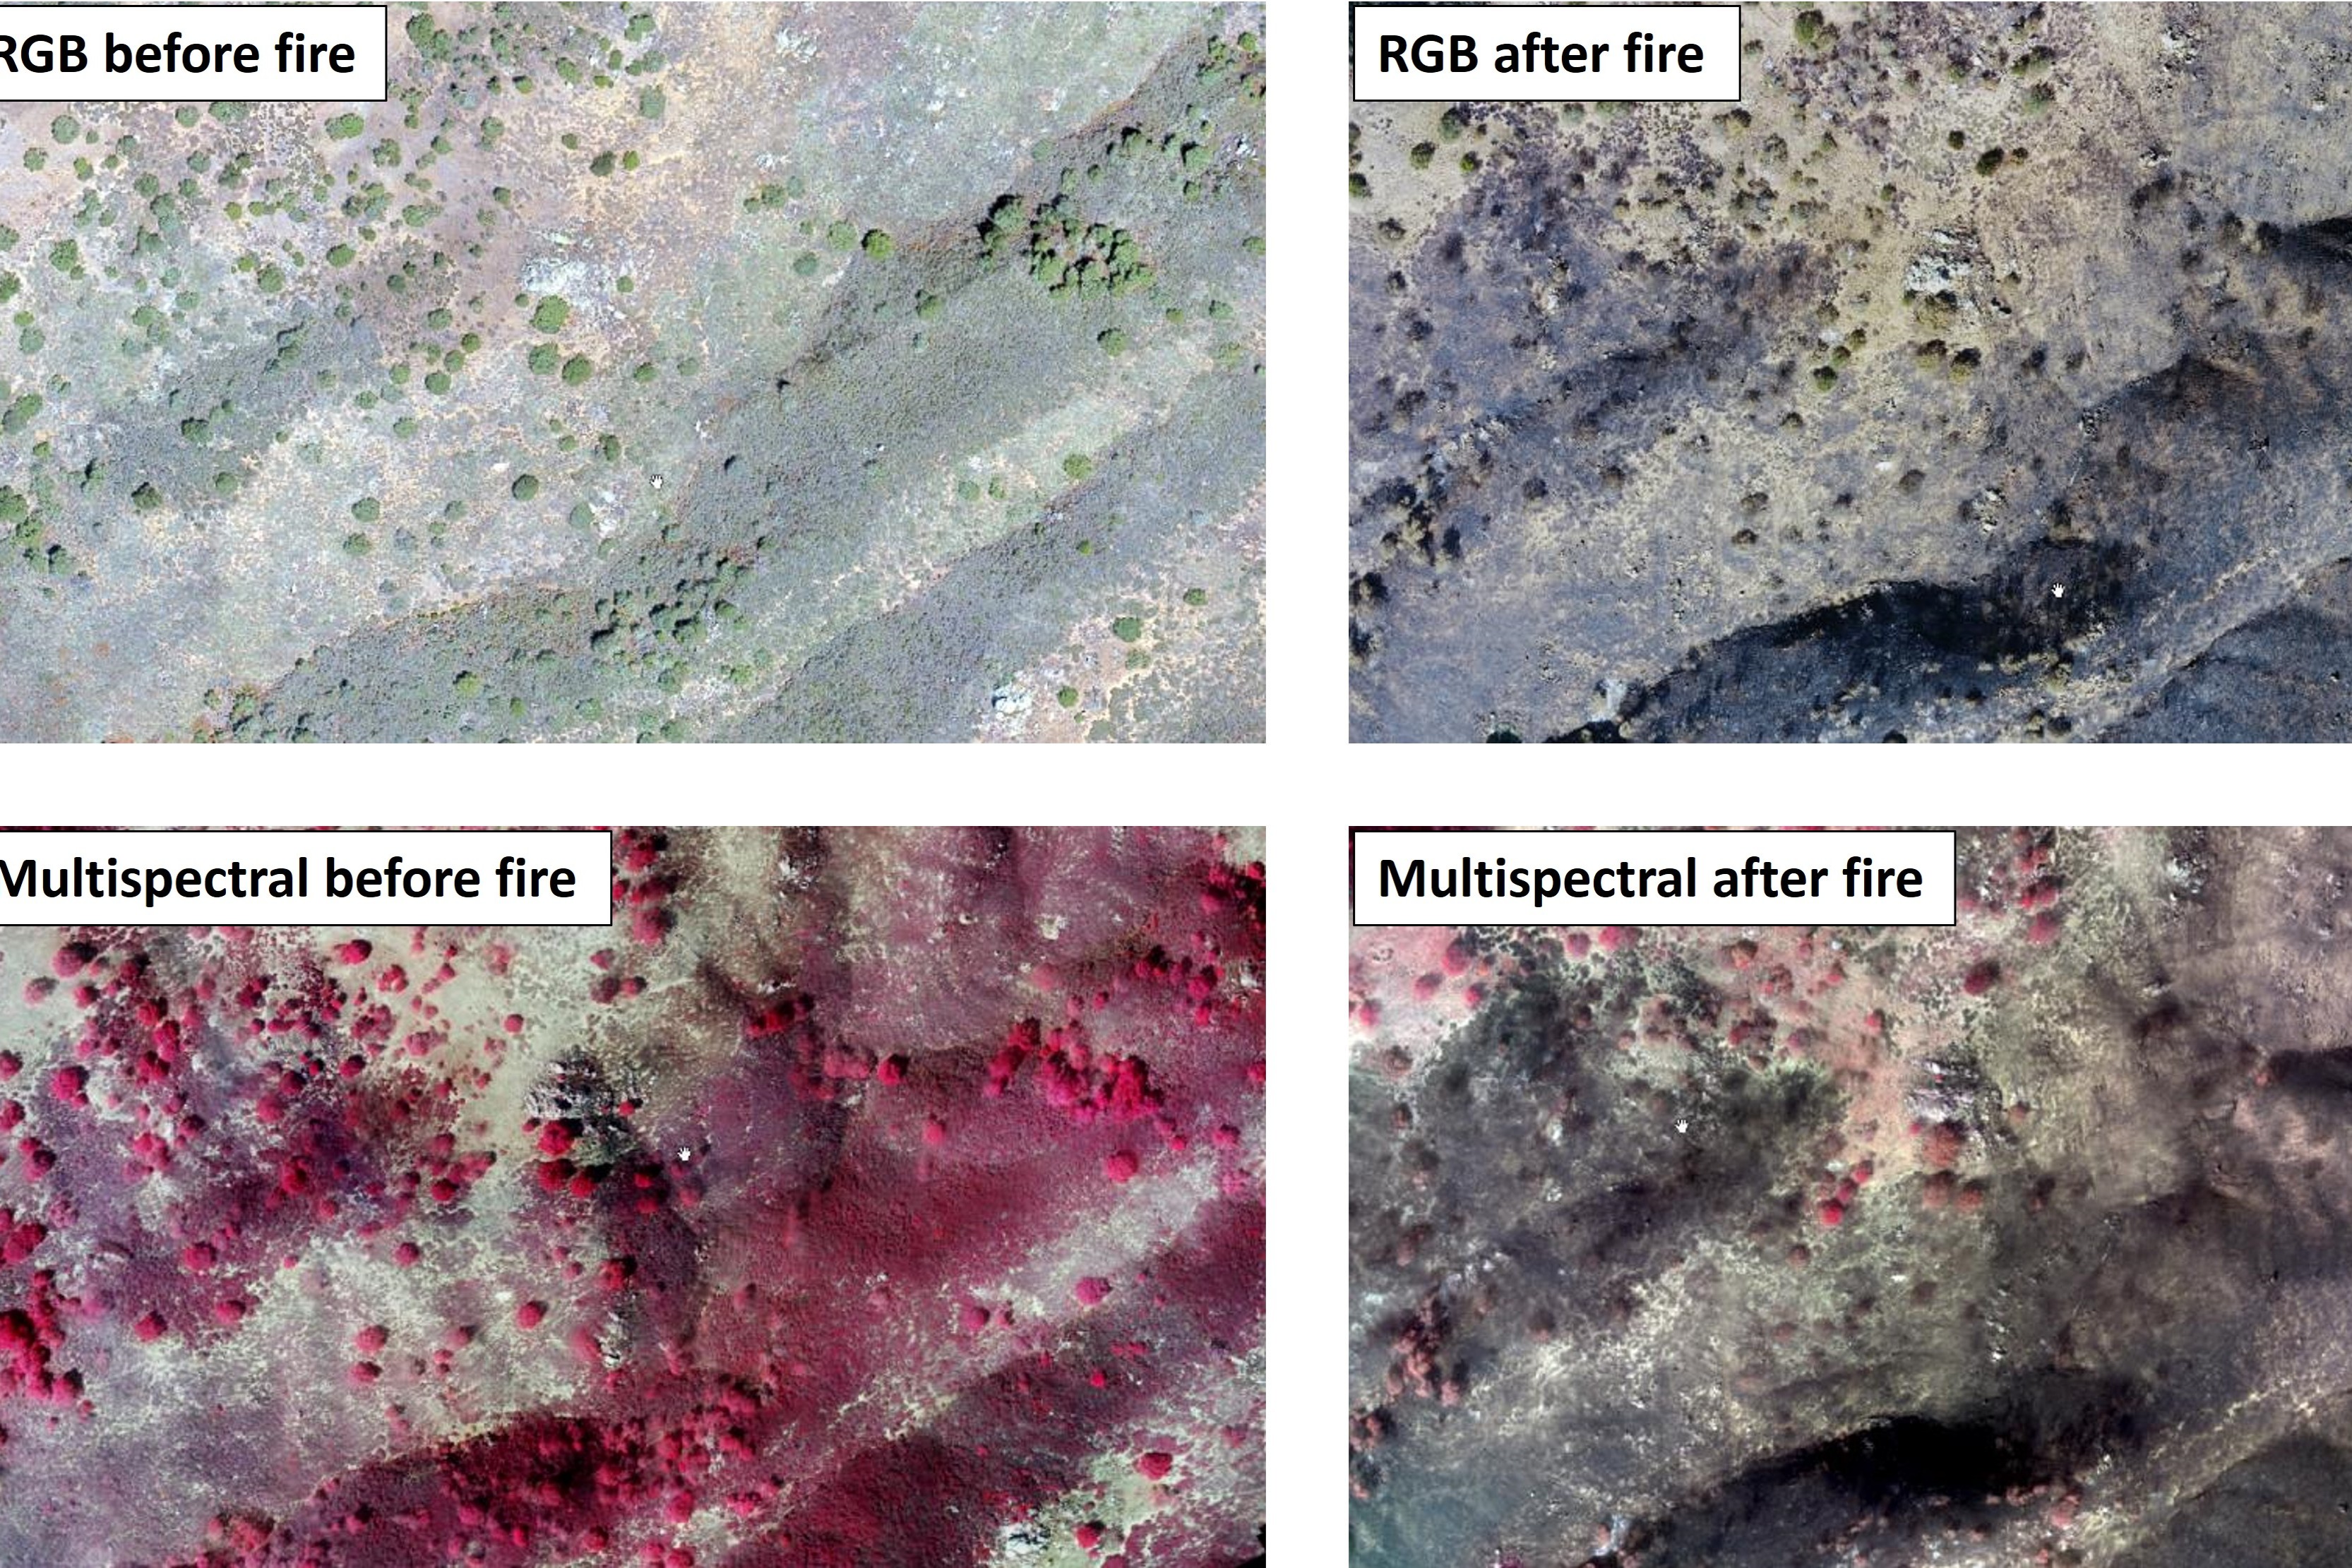 RGB before fire
RGB after fire
Multispectral before fire
Multispectral after fire